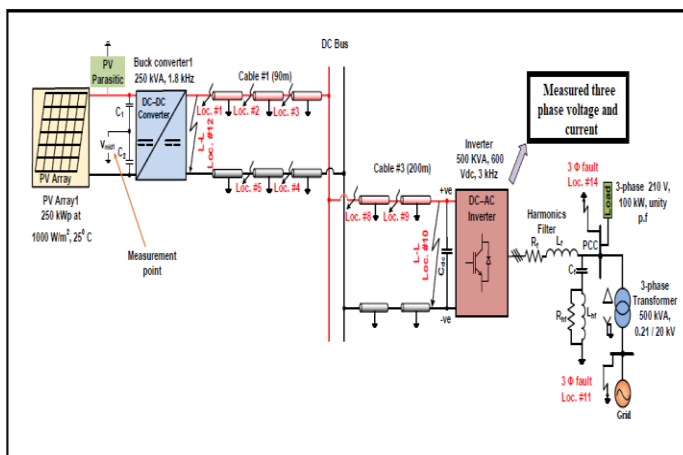 DC Bus
PV
Parasitic
Buck converter1
250 kVA, 1.8 kHz
Cable #1 (90m)
Measured three
phase voltage and
current
C1
DC–DC
Converter
Loc. #1
Loc. #2
Loc. #3
L-L
Loc. #12
Vmid1
C2
PV Array
Loc. #5
Loc. #4
PV Array1
250 kWp at
1000 W/m2, 25⁰ C
Measurement
point
Cable #3 (200m)
Inverter
500 KVA, 600
Vdc, 3 kHz
+ve
DC–AC
Inverter
Loc. #8
Loc. #9
L-L
Loc. #10
Cdc
-ve
3 Φ fault
Loc. #14
3-phase 210 V,
100 kW, unity
p.f
Load
Harmonics
Filter
Rf
Lf
PCC
Cf
Rhf
Lhf
3-phase
Transformer
500 kVA,
0.21 / 20 kV
3 Φ fault
Loc. #11
Grid